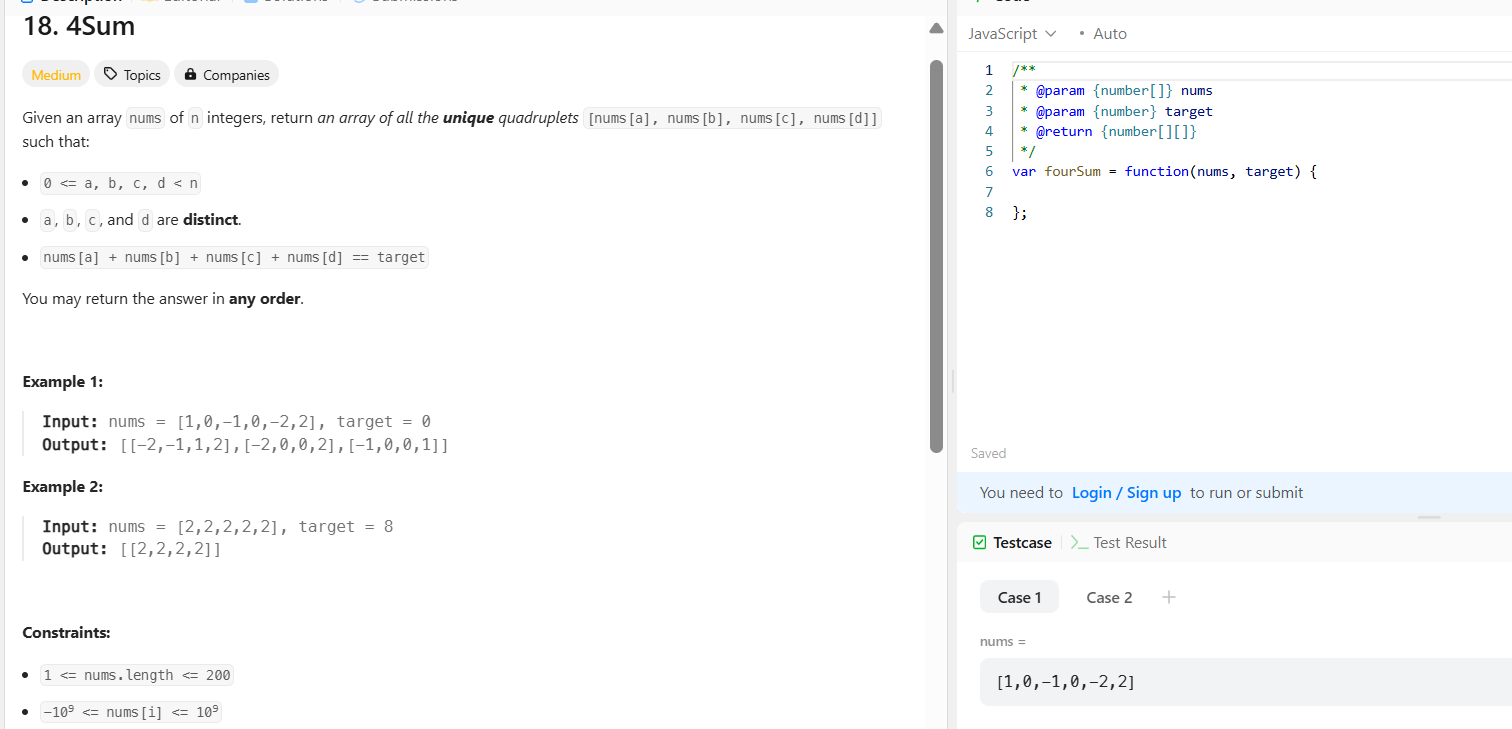 Description
Editorial
Solutions
Submissions
18. 4Sum
Medium
Topics
Companies
Given an array nums of n integers, return an array of all the unique quadruplets [nums[a], nums[b], nums[c], nums[d]]
such that:
• 0 <= a, b, c, d < n
• a, b, c, and d are distinct.
• nums[a] + nums[b] + nums[c] + nums[d] == target
You may return the answer in any order.
Example 1:
Input: nums = [1,0,-1,0,-2,2], target = 0
Output: [[-2,-1,1,2],[-2,0,0,2],[-1,0,0,1]]
Example 2:
Input: nums = [2,2,2,2,2], target = 8
Output: [[2,2,2,2]]
Constraints:
• 1 <= nums.length <= 200
• -10⁹ <= nums[i] <= 10⁹
Code
JavaScript
• Auto
1 /**
2 * @param {number[]} nums
3 * @param {number} target
4 * @return {number[][]}
5 */
6 var fourSum = function(nums, target) {
7
8 };
Saved
You need to Login / Sign up to run or submit
Testcase
>_ Test Result
Case 1
Case 2
+
nums =
[1,0,-1,0,-2,2]